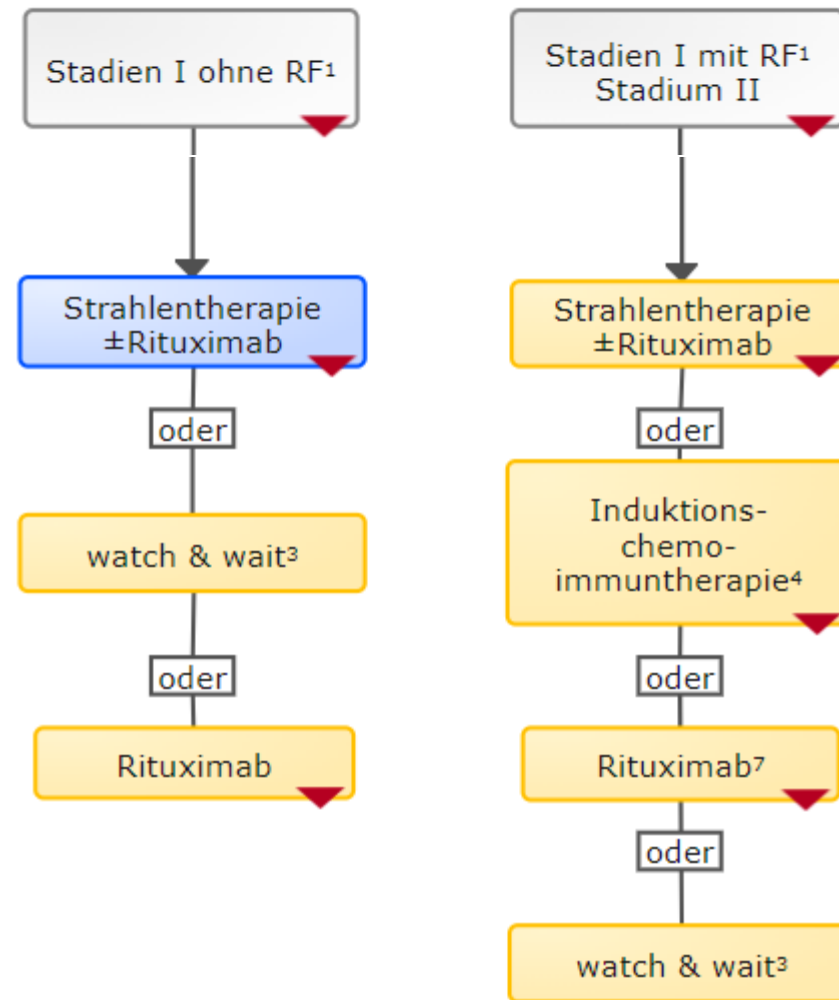 Stadien I ohne RF¹
Strahlentherapie
±Rituximab
oder
watch & wait³
oder
Rituximab
Stadien I mit RF¹
Stadium II
Strahlentherapie
±Rituximab
oder
Induktions-
chemo-
immuntherapie⁴
oder
Rituximab⁷
oder
watch & wait³